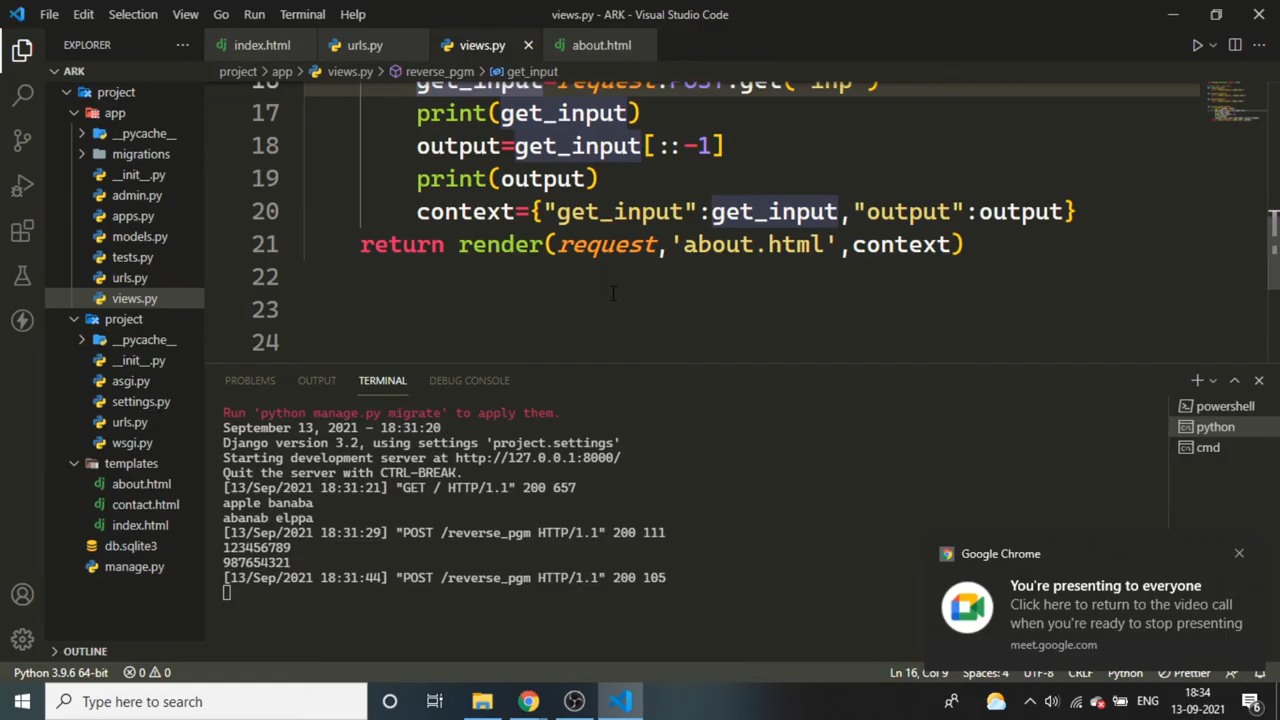 File Edit Selection View Go Run Terminal Help
views.py - ARK - Visual Studio Code
EXPLORER
index.html
urls.py
views.py
about.html
ARK
project > app > views.py > reverse_pgm > get_input
project
app
__pycache__
migrations
__init__.py
admin.py
apps.py
models.py
tests.py
urls.py
views.py
project
__pycache__
__init__.py
asgi.py
settings.py
urls.py
wsgi.py
templates
about.html
contact.html
index.html
db.sqlite3
manage.py
OUTLINE
16 get_input=request.POST.get("inp")
17 print(get_input)
18 output=get_input[::-1]
19 print(output)
20 context={"get_input":get_input,"output":output}
21 return render(request,'about.html',context)
22
23
24
PROBLEMS OUTPUT TERMINAL DEBUG CONSOLE
Run 'python manage.py migrate' to apply them.
September 13, 2021 - 18:31:20
Django version 3.2, using settings 'project.settings'
Starting development server at http://127.0.0.1:8000/
Quit the server with CTRL-BREAK.
[13/Sep/2021 18:31:21] "GET / HTTP/1.1" 200 657
apple banaba
abanab elppa
[13/Sep/2021 18:31:29] "POST /reverse_pgm HTTP/1.1" 200 111
123456789
987654321
[13/Sep/2021 18:31:44] "POST /reverse_pgm HTTP/1.1" 200 105
powershell
python
cmd
Google Chrome
You're presenting to everyone
Click here to return to the video call
when you're ready to stop presenting
meet.google.com
Python 3.9.6 64-bit
0 0
Ln 16, Col 9
Spaces: 4
UTF-8
CRLF
Python
Prettier
Type here to search
ENG
18:34
13-09-2021
6